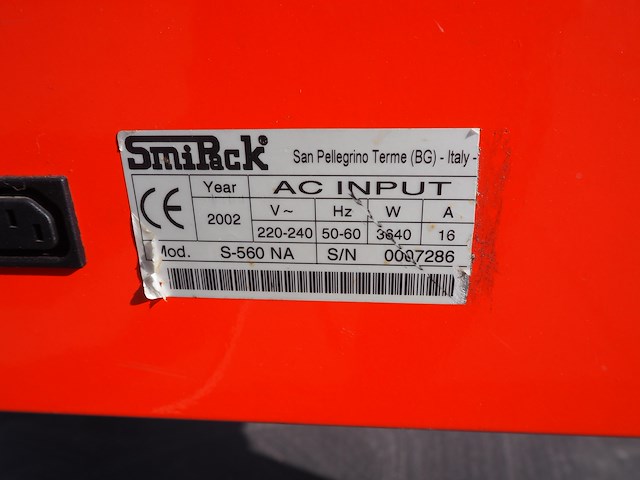 SmiPack®
San Pellegrino Terme (BG) - Italy -
CE
Year
2002
AC INPUT
V~ Hz W A
220-240 50-60 3640 16
Mod. S-560 NA S/N 0007286